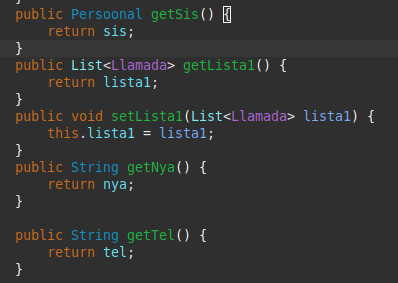 public Persoonal getSis() {
    return sis;
}
public List<Llamada> getLista1() {
    return lista1;
}
public void setLista1(List<Llamada> lista1) {
    this.lista1 = lista1;
}
public String getNya() {
    return nya;
}

public String getTel() {
    return tel;
}